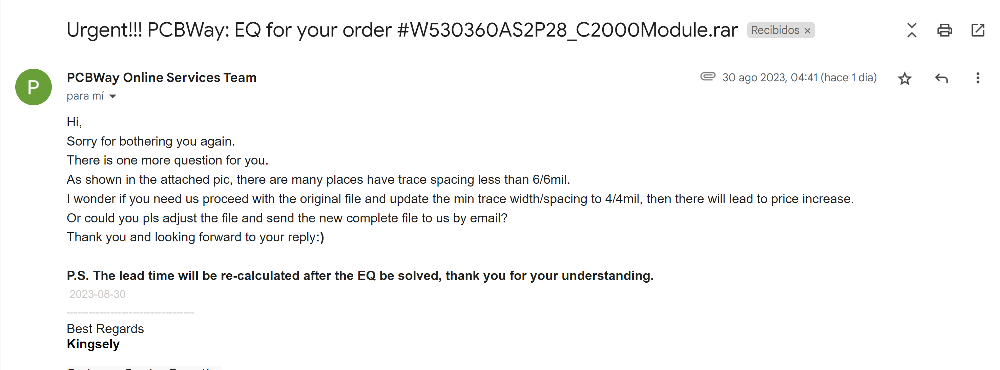 Urgent!!! PCBWay: EQ for your order #W530360AS2P28_C2000Module.rar Recibidos ×
P
PCBWay Online Services Team
30 ago 2023, 04:41 (hace 1 día)
para mí
Hi,
Sorry for bothering you again.
There is one more question for you.
As shown in the attached pic, there are many places have trace spacing less than 6/6mil.
I wonder if you need us proceed with the original file and update the min trace width/spacing to 4/4mil, then there will lead to price increase.
Or could you pls adjust the file and send the new complete file to us by email?
Thank you and looking forward to your reply:)
P.S. The lead time will be re-calculated after the EQ be solved, thank you for your understanding.
2023-08-30
-----------------------------------
Best Regards
Kingsely